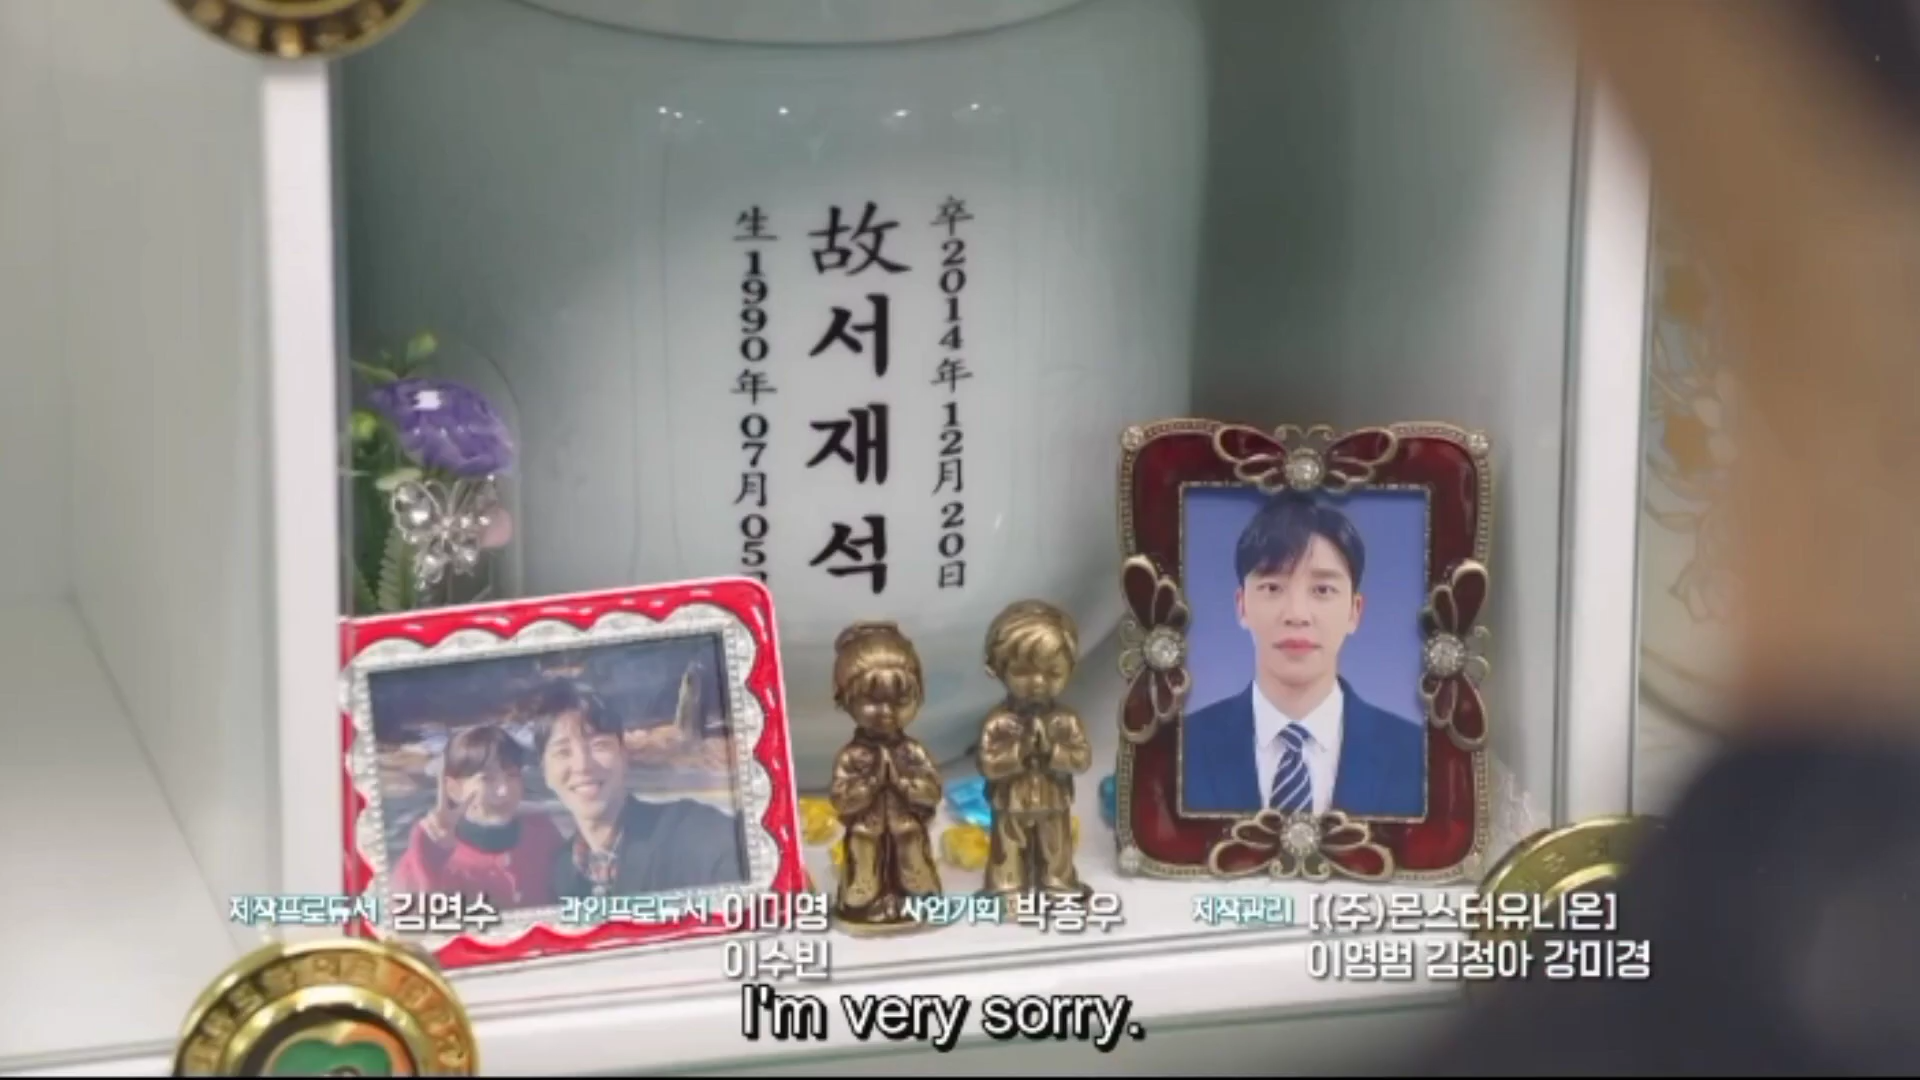 卒2014年12月20日
故서재석
生1990年07月05
제작프로듀서 김연수 라인프로듀서 이미영 사업기획 박종우 제작관리 [(주)몬스터유니온]
이수빈 이영범 김정아 강미경
I'm very sorry.